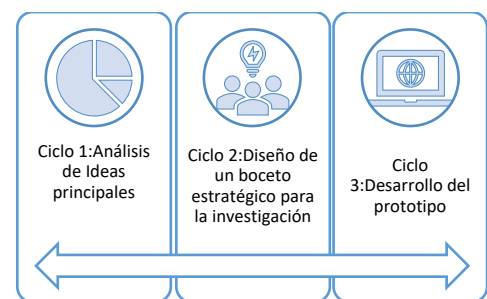 Ciclo 1:Análisis
de Ideas
principales
Ciclo 2:Diseño de
un boceto
estratégico para
la investigación
Ciclo
3:Desarrollo del
prototipo